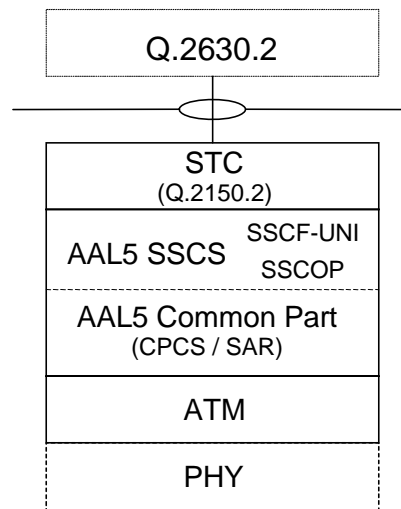 Q.2630.2
STC
(Q.2150.2)
AAL5 SSCS
SSCF-UNI
SSCOP
AAL5 Common Part
(CPCS / SAR)
ATM
PHY